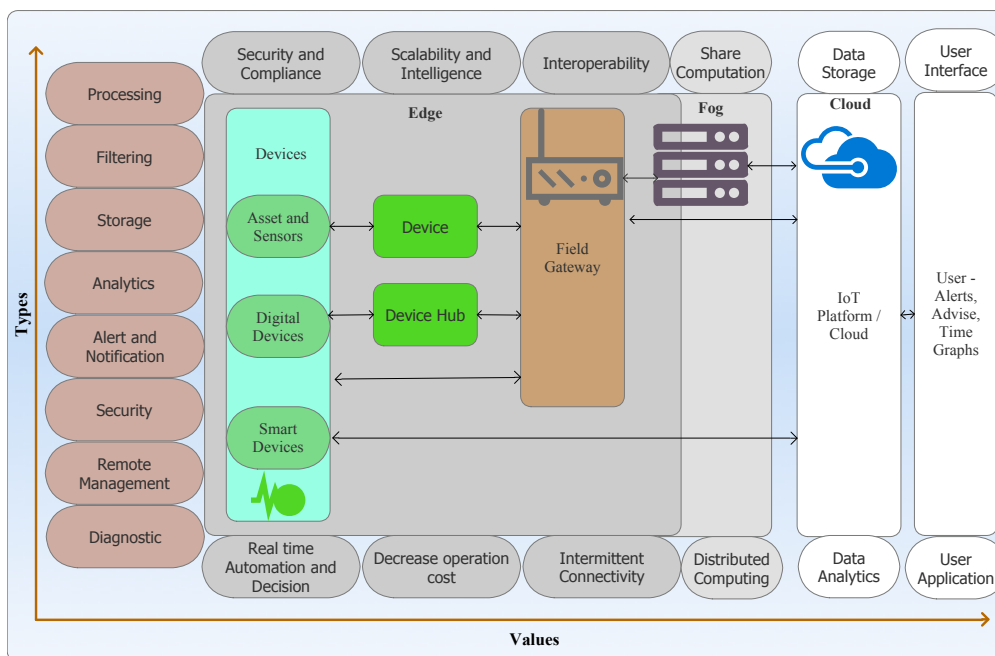 Security and
Compliance
Scalability and
Intelligence
Interoperability
Share
Computation
Data
Storage
User
Interface
Processing
Filtering
Storage
Analytics
Alert and
Notification
Security
Remote
Management
Diagnostic
Types
Edge
Fog
Cloud
Devices
Asset and
Sensors
Device
Digital
Devices
Device Hub
Smart
Devices
Field
Gateway
IoT
Platform /
Cloud
User -
Alerts,
Advise,
Time
Graphs
Real time
Automation and
Decision
Decrease operation
cost
Intermittent
Connectivity
Distributed
Computing
Data
Analytics
User
Application
Values